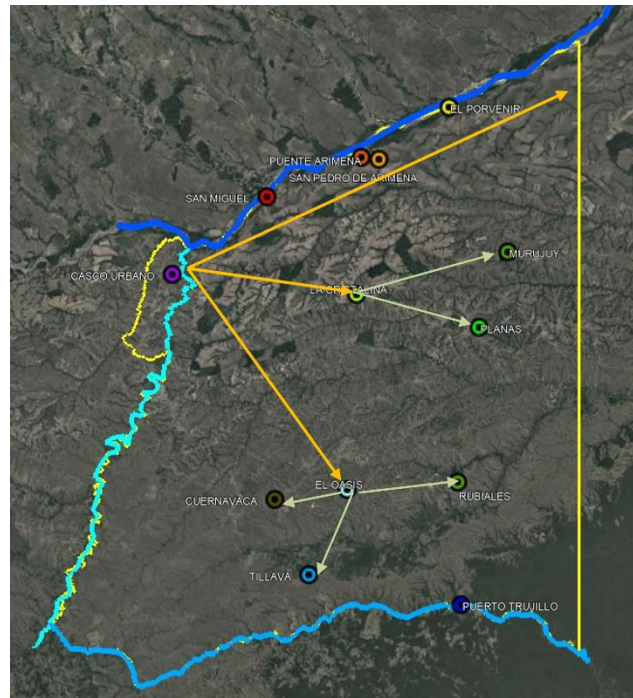 EL PORVENIR
PUENTE ARIMENA
SAN PEDRO DE ARIMENA
SAN MIGUEL
MURUJUY
CASCO URBANO
LA CRISTALINA
PLANAS
EL OASIS
CUERNAVACA
RUBIALES
TILLAVA
PUERTO TRUJILLO